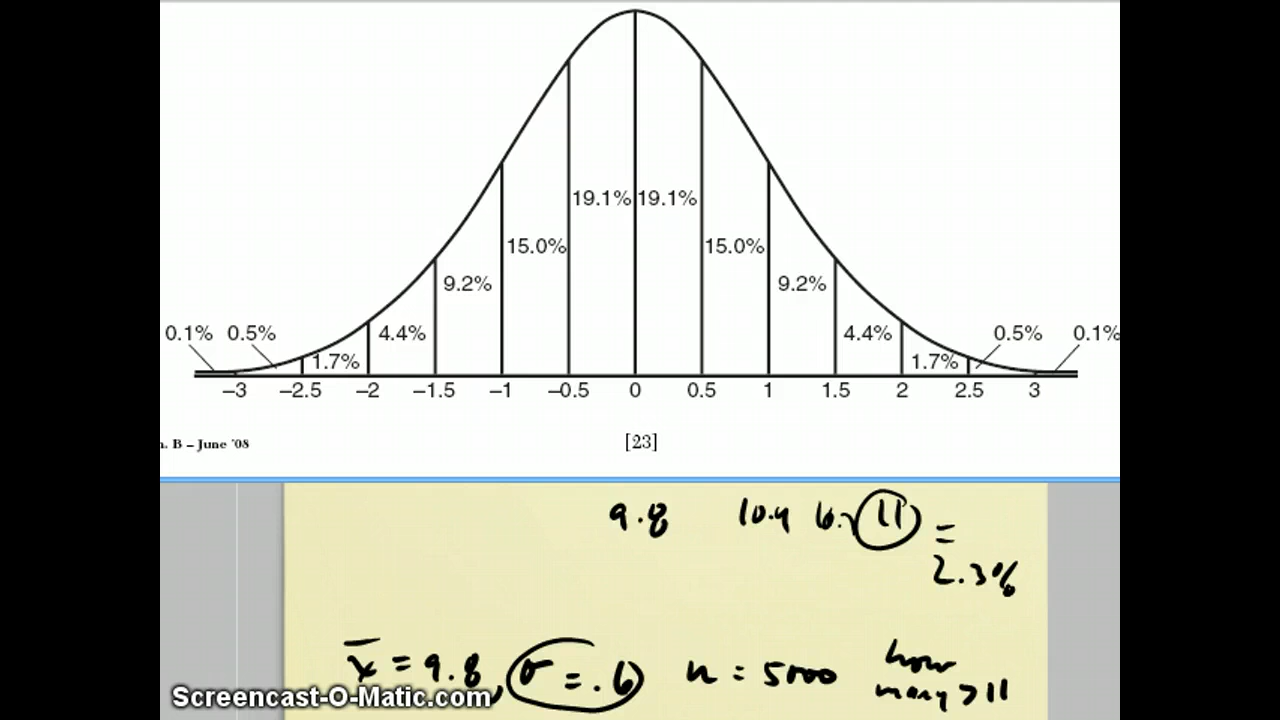 19.1% 19.1%
15.0% 15.0%
9.2% 9.2%
0.1% 0.5% 4.4% 4.4% 0.5% 0.1%
1.7% 1.7%
−3 −2.5 −2 −1.5 −1 −0.5 0 0.5 1 1.5 2 2.5 3
. B – June '08 [23]
9.8 10.4 11 =
2.3%
x̄ = 9.8, σ = .6 n = 5000 how
many > 11
Screencast-O-Matic.com